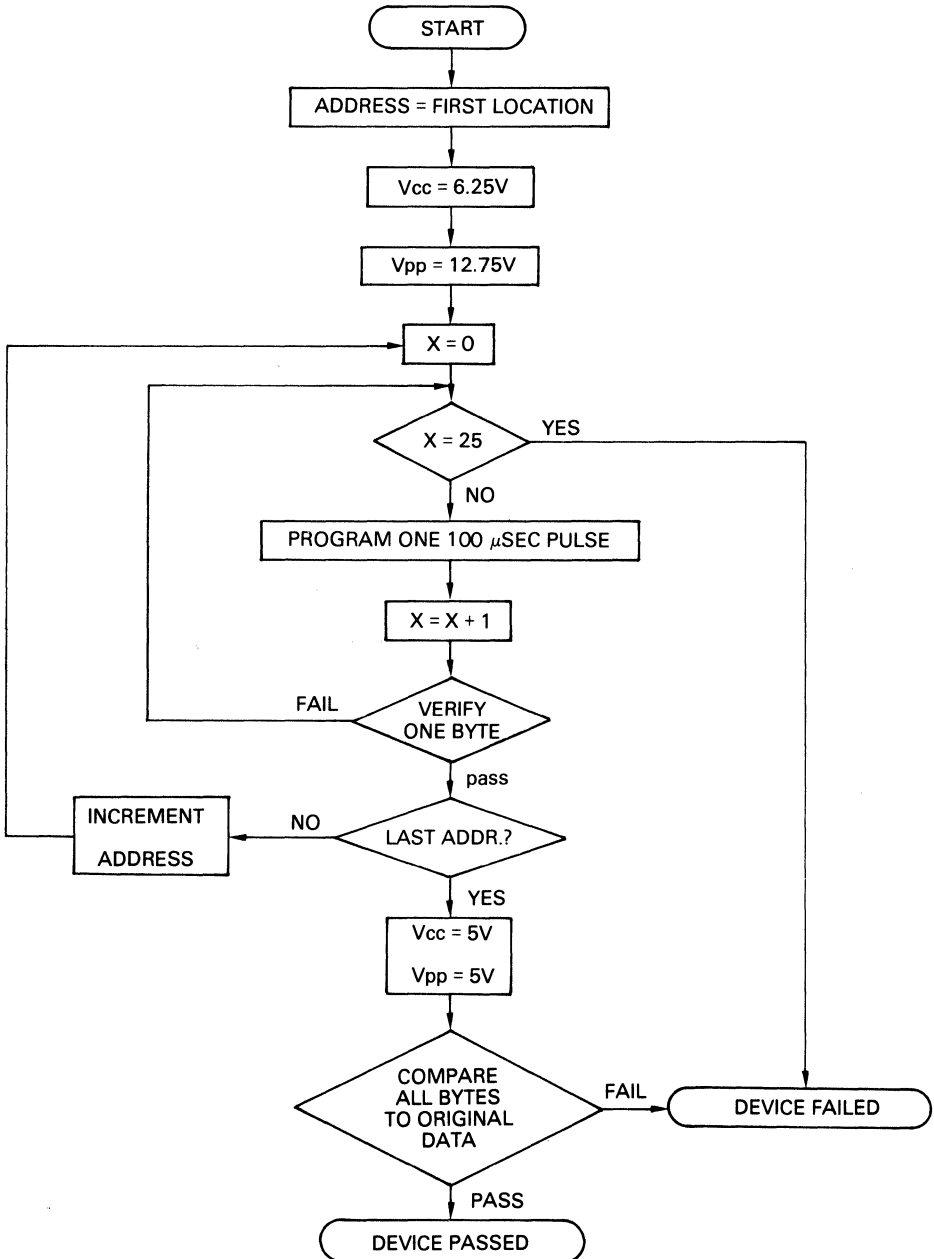 START
ADDRESS = FIRST LOCATION
Vcc = 6.25V
Vpp = 12.75V
X = 0
X = 25
YES
NO
PROGRAM ONE 100 μSEC PULSE
X = X + 1
FAIL
VERIFY
ONE BYTE
pass
INCREMENT
ADDRESS
NO
LAST ADDR.?
YES
Vcc = 5V
Vpp = 5V
COMPARE
ALL BYTES
TO ORIGINAL
DATA
FAIL
DEVICE FAILED
PASS
DEVICE PASSED